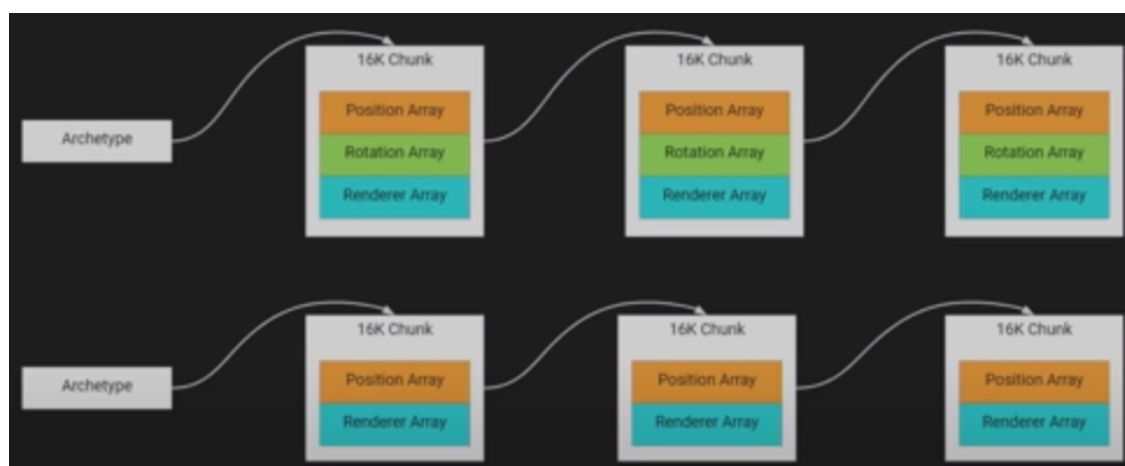 16K Chunk
16K Chunk
16K Chunk
Archetype
Position Array
Position Array
Position Array
Rotation Array
Rotation Array
Rotation Array
Renderer Array
Renderer Array
Renderer Array
16K Chunk
16K Chunk
16K Chunk
Archetype
Position Array
Position Array
Position Array
Renderer Array
Renderer Array
Renderer Array